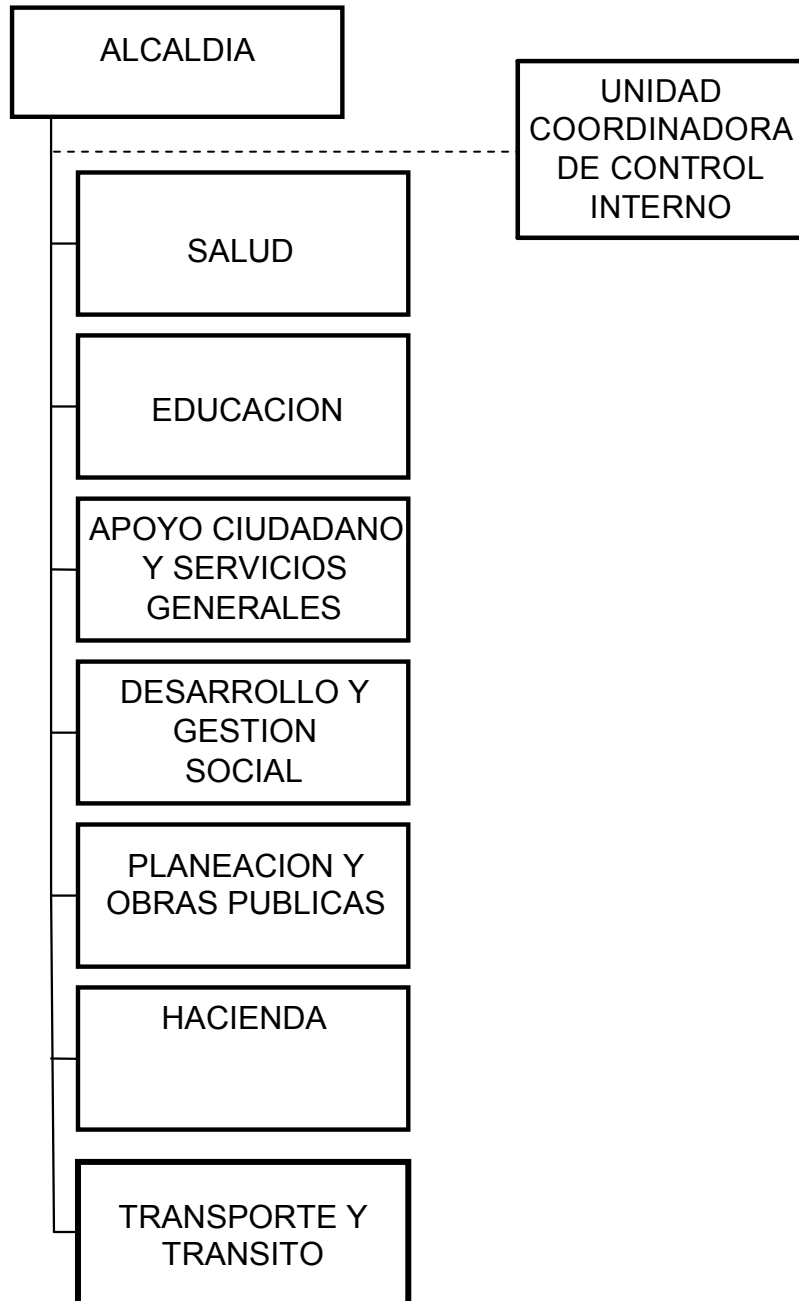 ALCALDIA
UNIDAD
COORDINADORA
DE CONTROL
INTERNO
SALUD
EDUCACION
APOYO CIUDADANO
Y SERVICIOS
GENERALES
DESARROLLO Y
GESTION
SOCIAL
PLANEACION Y
OBRAS PUBLICAS
HACIENDA
TRANSPORTE Y
TRANSITO